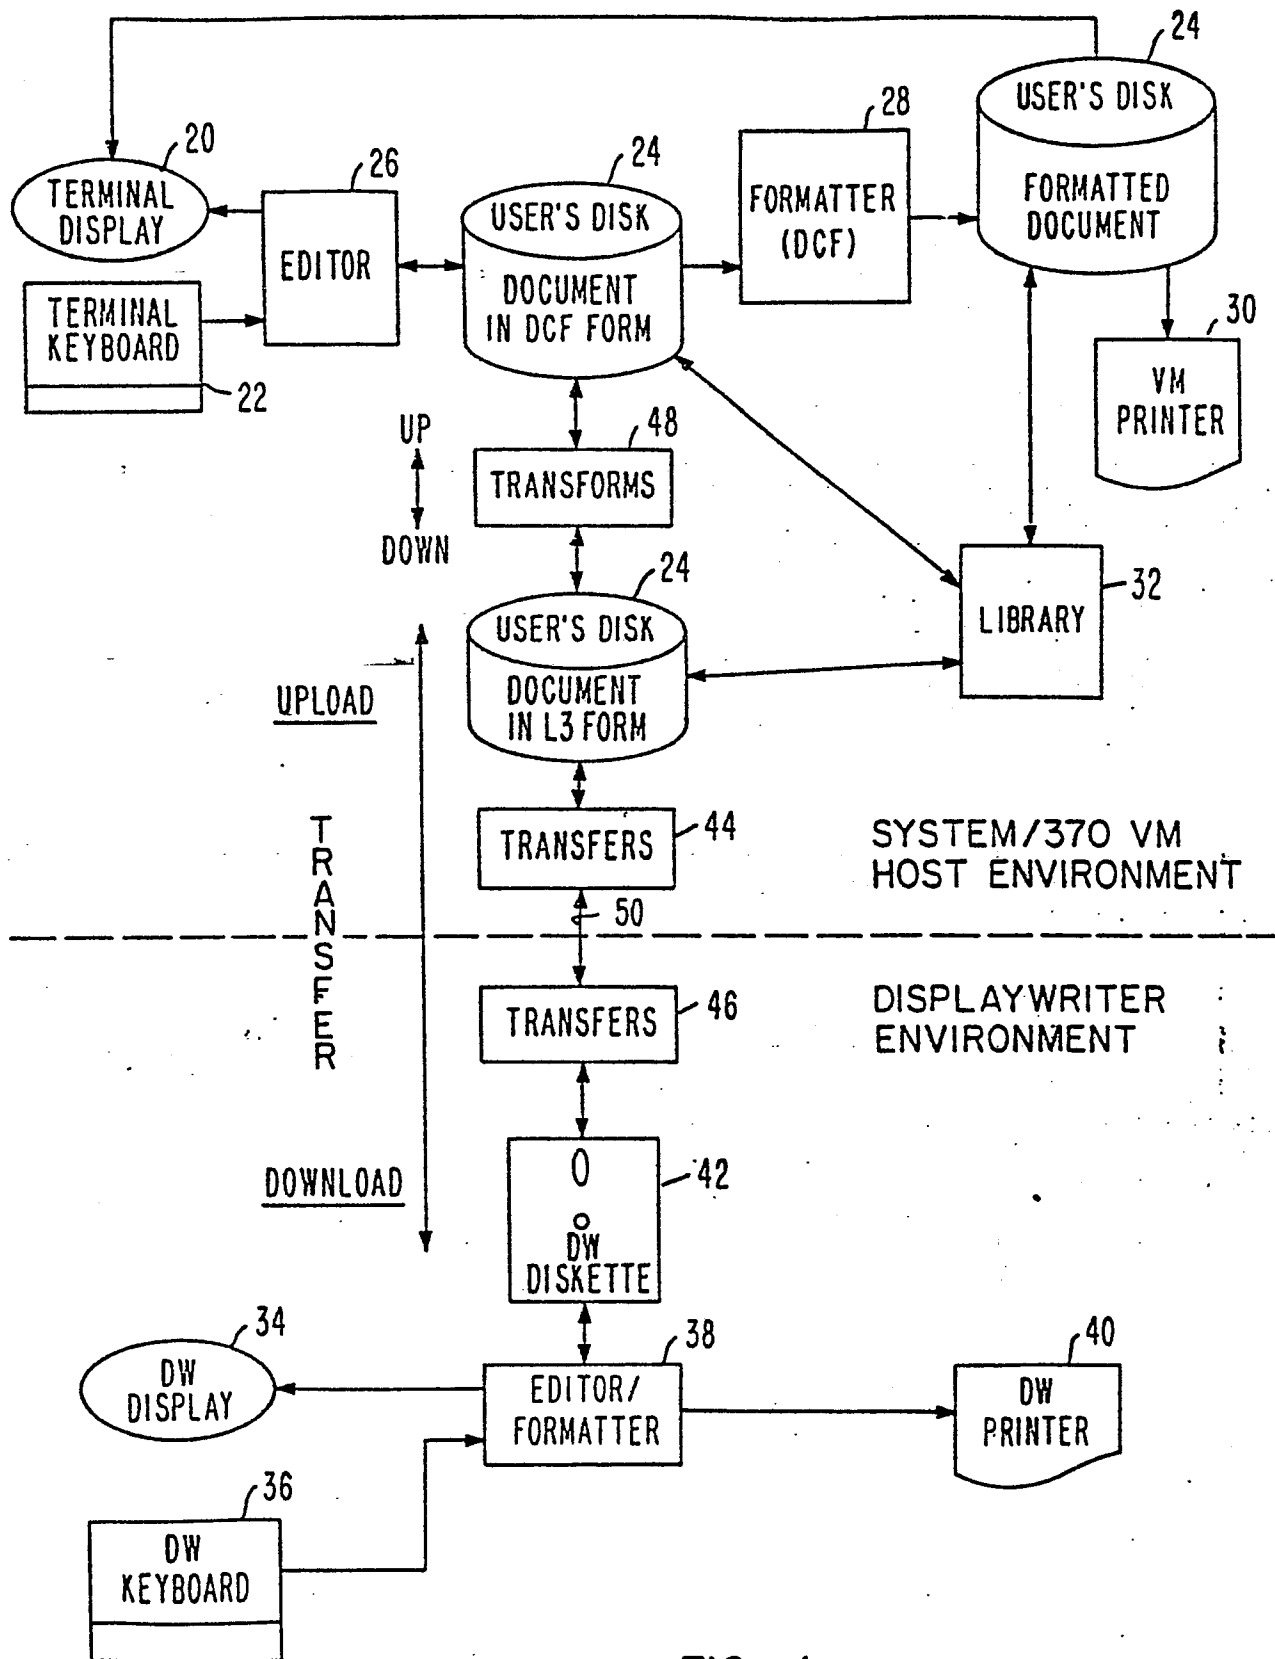 24
USER'S DISK
FORMATTED
DOCUMENT
28
FORMATTER
(DCF)
20
TERMINAL
DISPLAY
26
EDITOR
24
USER'S DISK
DOCUMENT
IN DCF FORM
TERMINAL
KEYBOARD
22
30
VM
PRINTER
UP
DOWN
48
TRANSFORMS
24
USER'S DISK
DOCUMENT
IN L3 FORM
32
LIBRARY
UPLOAD
TRANSFER
DOWNLOAD
44
TRANSFERS
50
SYSTEM/370 VM
HOST ENVIRONMENT
46
TRANSFERS
DISPLAYWRITER
ENVIRONMENT
42
DW
DISKETTE
34
DW
DISPLAY
38
EDITOR/
FORMATTER
40
DW
PRINTER
36
DW
KEYBOARD